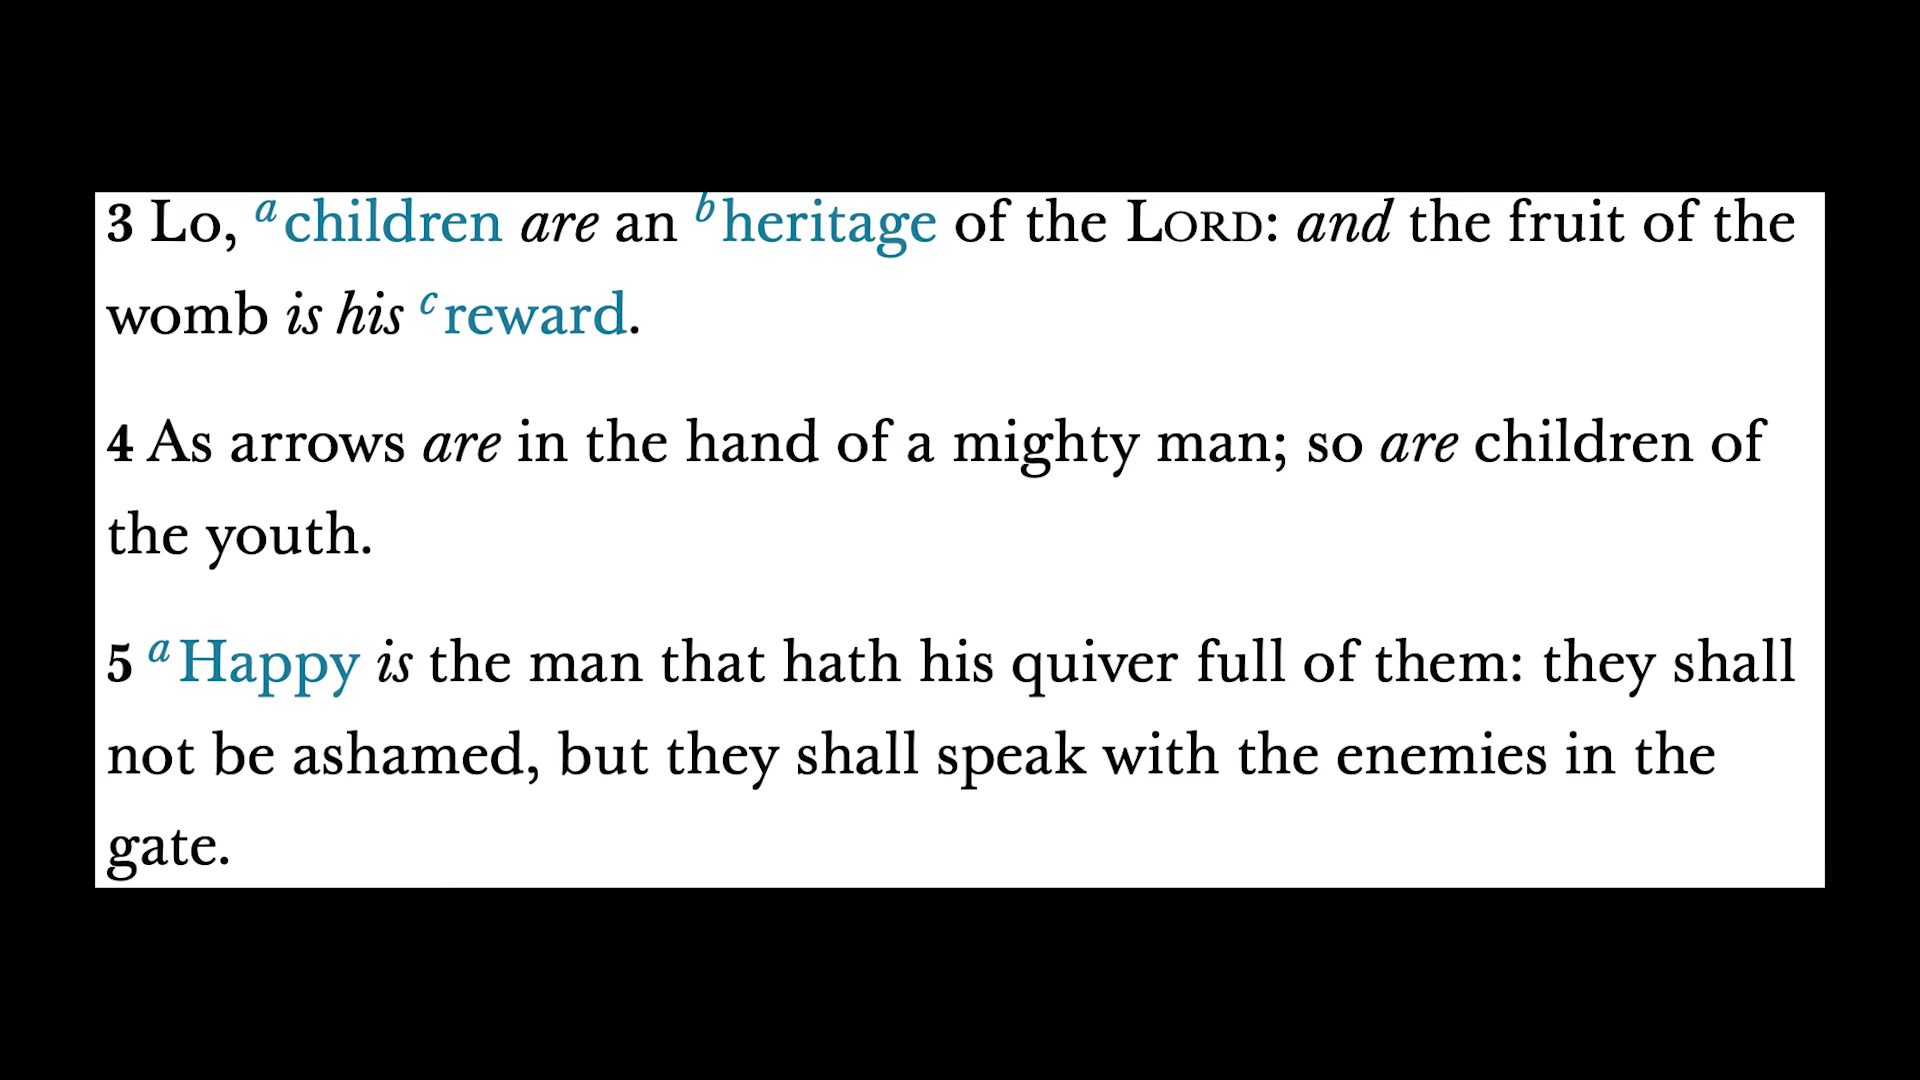 3 Lo, a children are an b heritage of the LORD: and the fruit of the
womb is his c reward.
4 As arrows are in the hand of a mighty man; so are children of
the youth.
5 a Happy is the man that hath his quiver full of them: they shall
not be ashamed, but they shall speak with the enemies in the
gate.